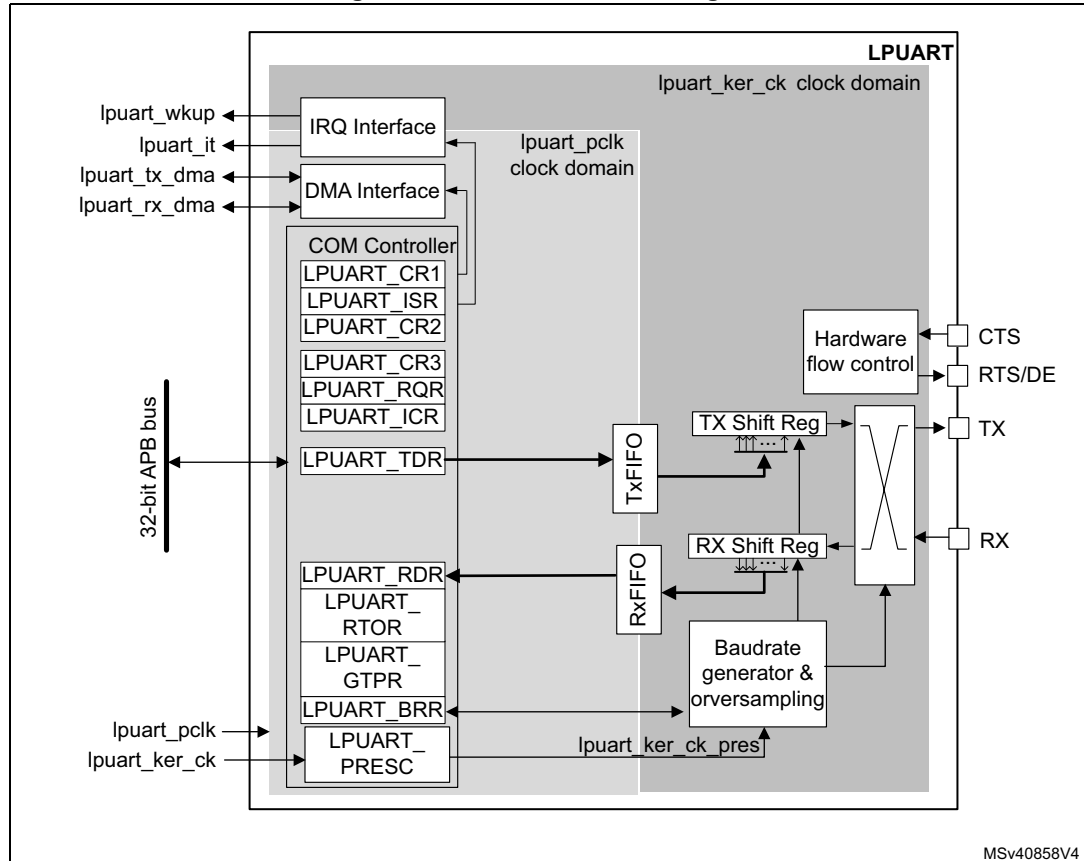 LPUART
lpuart_ker_ck clock domain
lpuart_wkup
IRQ Interface
lpuart_pclk
clock domain
lpuart_it
lpuart_tx_dma
DMA Interface
lpuart_rx_dma
COM Controller
LPUART_CR1
LPUART_ISR
LPUART_CR2
Hardware
flow control
CTS
RTS/DE
LPUART_CR3
LPUART_RQR
LPUART_ICR
32-bit APB bus
LPUART_TDR
TxFIFO
TX Shift Reg
...
TX
RX Shift Reg
...
RX
LPUART_RDR
RxFIFO
LPUART_
RTOR
LPUART_
GTPR
Baudrate
generator &
orversampling
LPUART_BRR
lpuart_pclk
lpuart_ker_ck
LPUART_
PRESC
lpuart_ker_ck_pres
MSv40858V4